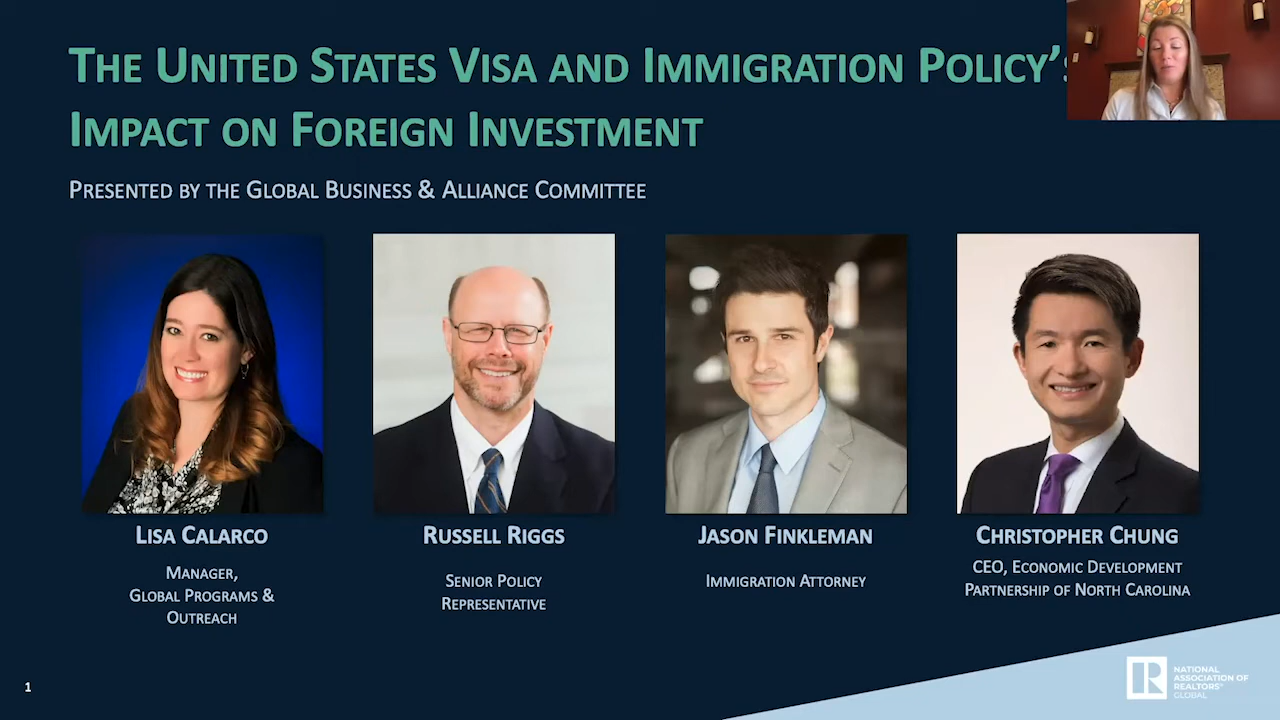 THE UNITED STATES VISA AND IMMIGRATION POLICY'S
IMPACT ON FOREIGN INVESTMENT
PRESENTED BY THE GLOBAL BUSINESS & ALLIANCE COMMITTEE
LISA CALARCO
MANAGER,
GLOBAL PROGRAMS &
OUTREACH
RUSSELL RIGGS
SENIOR POLICY
REPRESENTATIVE
JASON FINKLEMAN
IMMIGRATION ATTORNEY
CHRISTOPHER CHUNG
CEO, ECONOMIC DEVELOPMENT
PARTNERSHIP OF NORTH CAROLINA
1
R
NATIONAL
ASSOCIATION OF
REALTORS™
GLOBAL